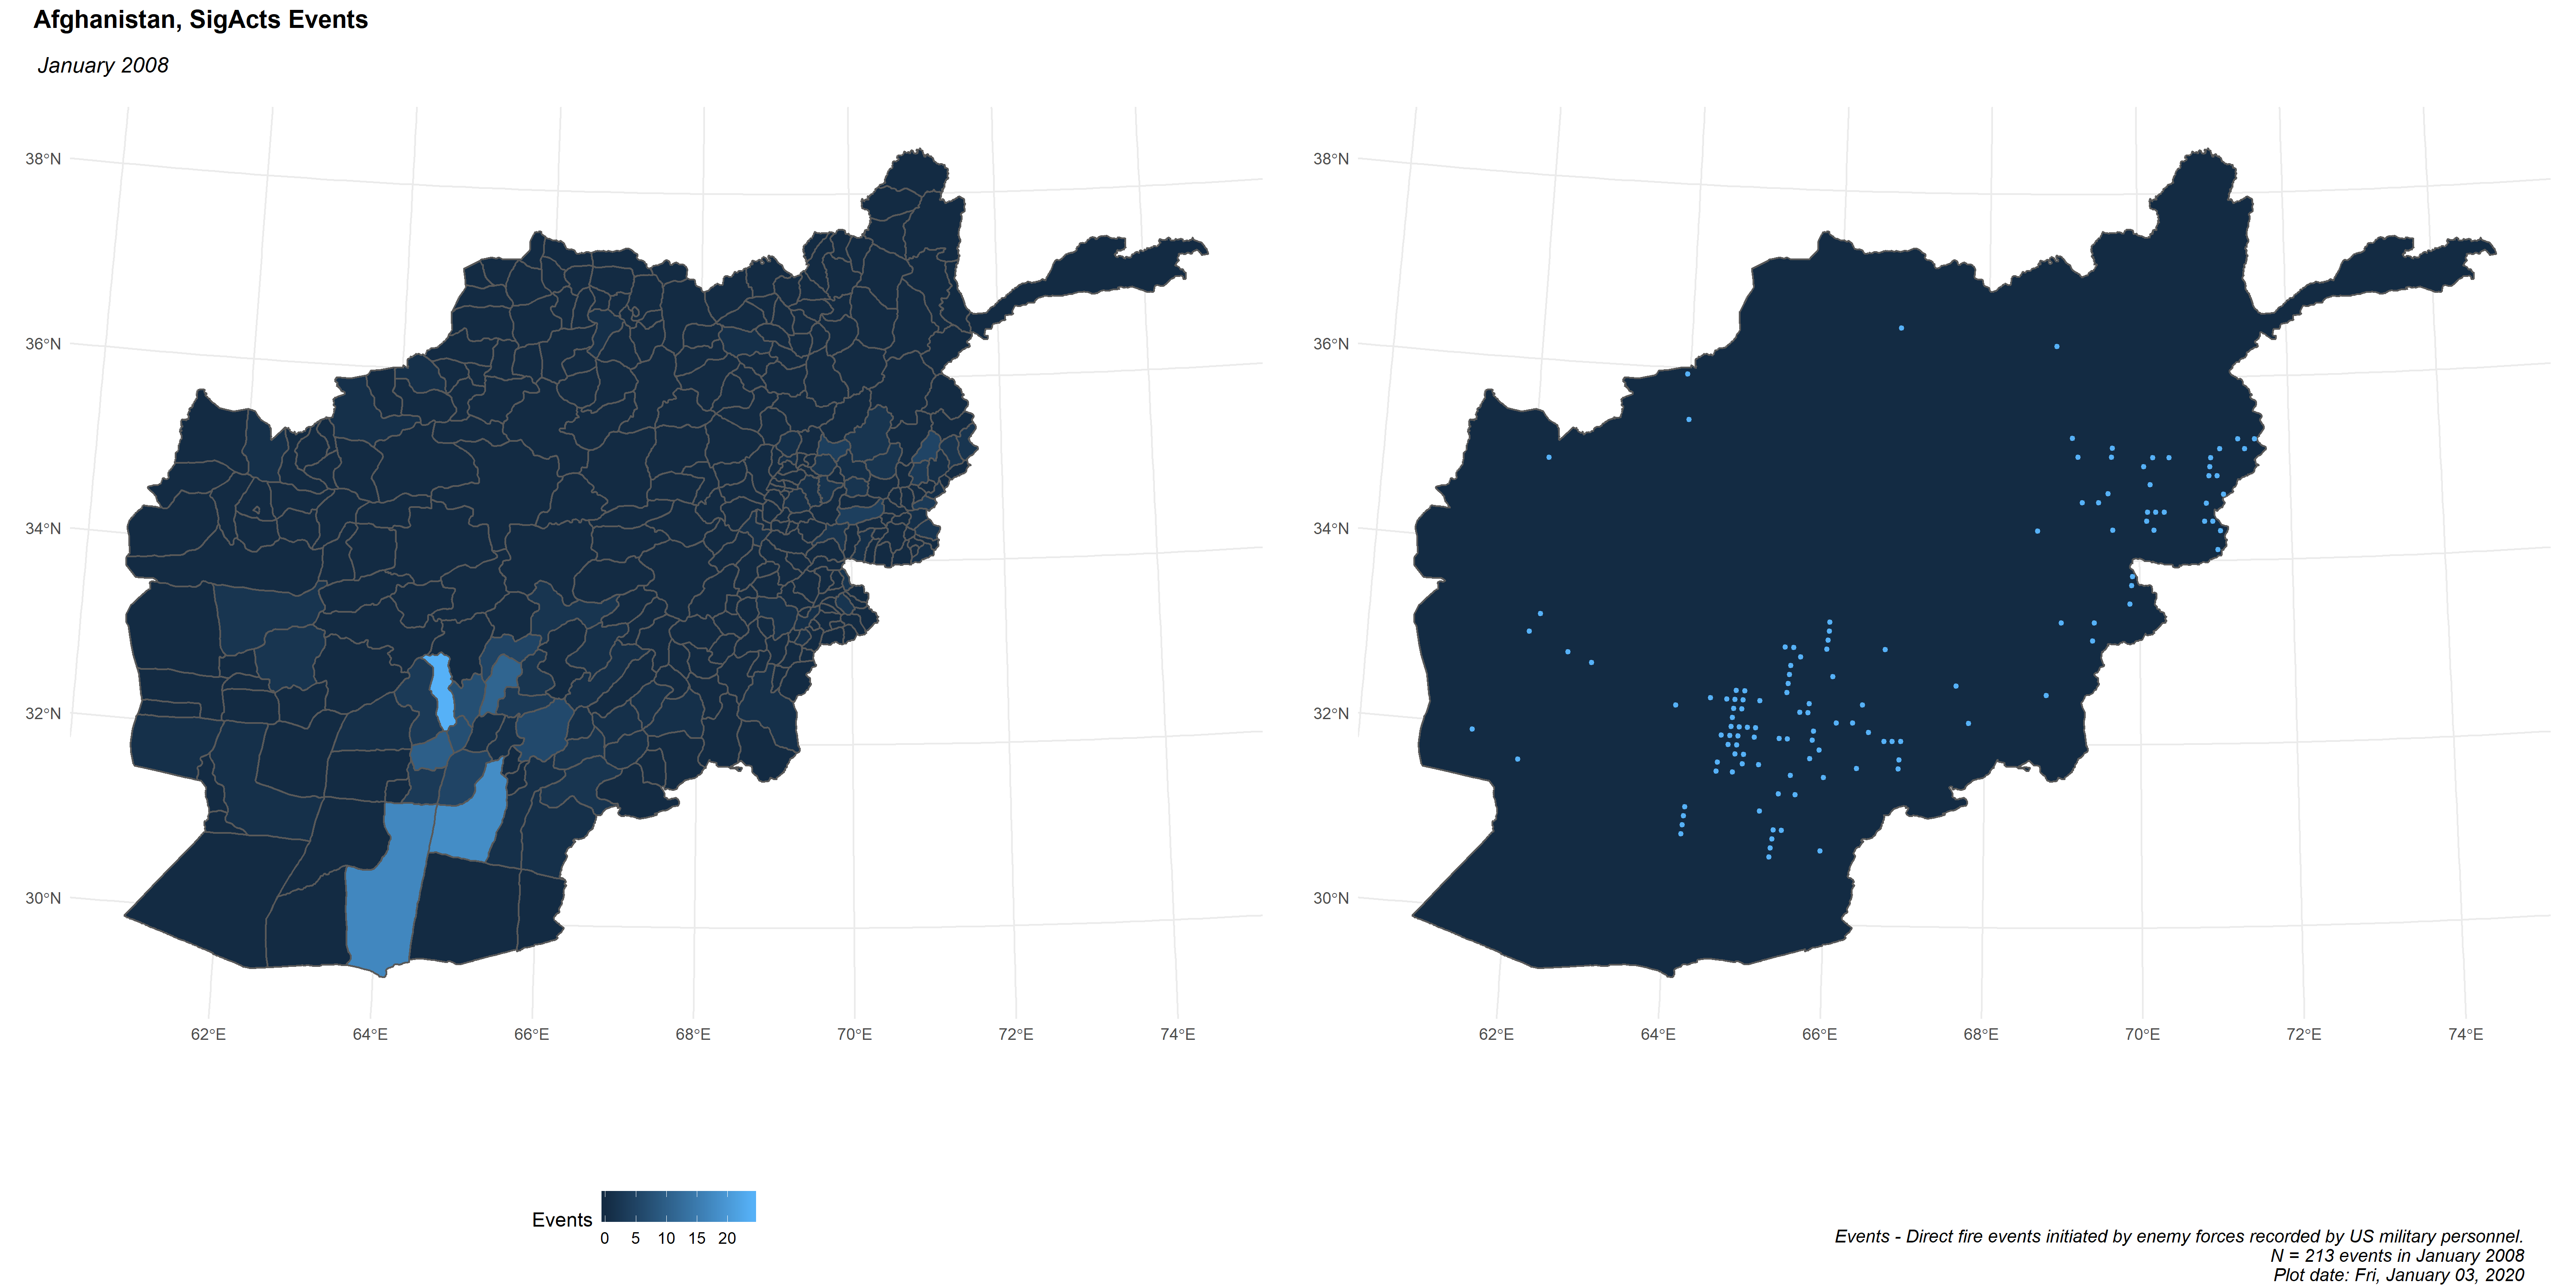 Afghanistan, SigActs Events
January 2008
38°N
36°N
34°N
32°N
30°N
62°E 64°E 66°E 68°E 70°E 72°E 74°E
38°N
36°N
34°N
32°N
30°N
62°E 64°E 66°E 68°E 70°E 72°E 74°E
Events
0 5 10 15 20
Events - Direct fire events initiated by enemy forces recorded by US military personnel.
N = 213 events in January 2008
Plot date: Fri, January 03, 2020